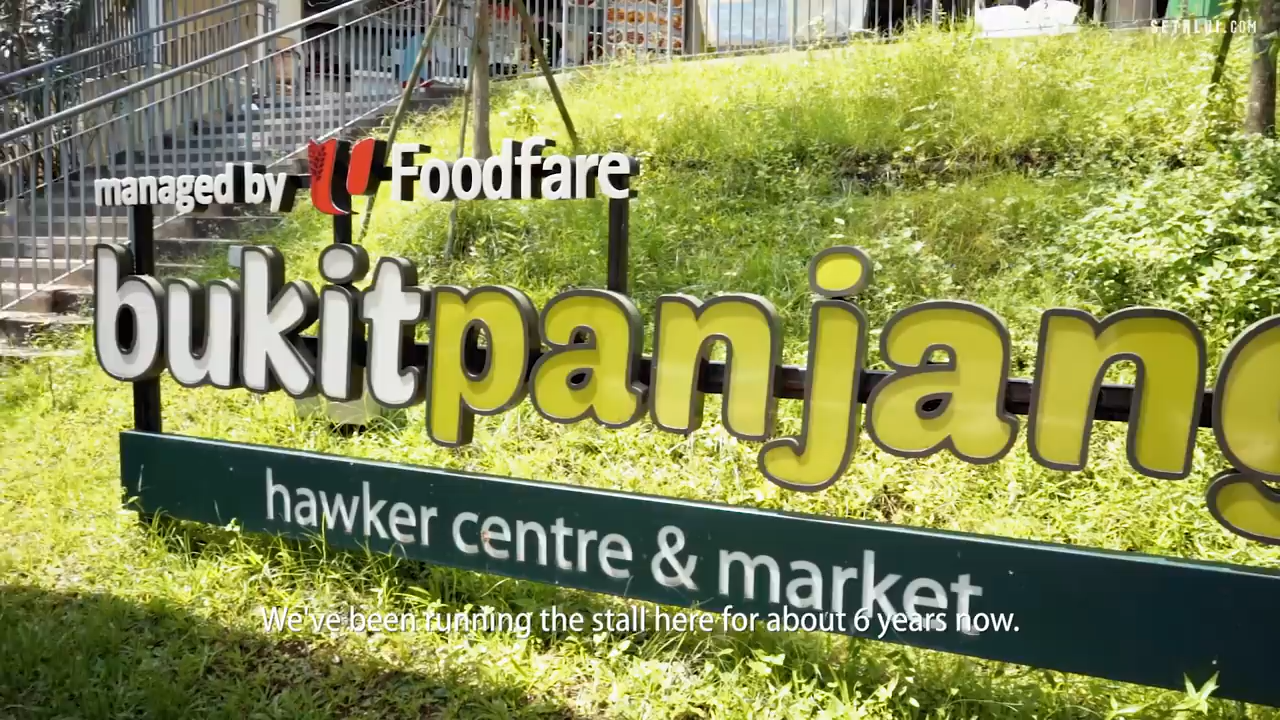 SETHLUI.COM
managed by Foodfare
bukitpanjang
hawker centre & market
We've been running the stall here for about 6 years now.